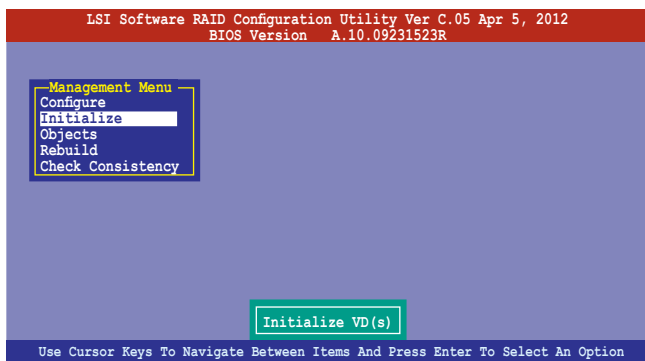 LSI Software RAID Configuration Utility Ver C.05 Apr 5, 2012
BIOS Version A.10.09231523R
Management Menu
Configure
Initialize
Objects
Rebuild
Check Consistency
Initialize VD(s)
Use Cursor Keys To Navigate Between Items And Press Enter To Select An Option